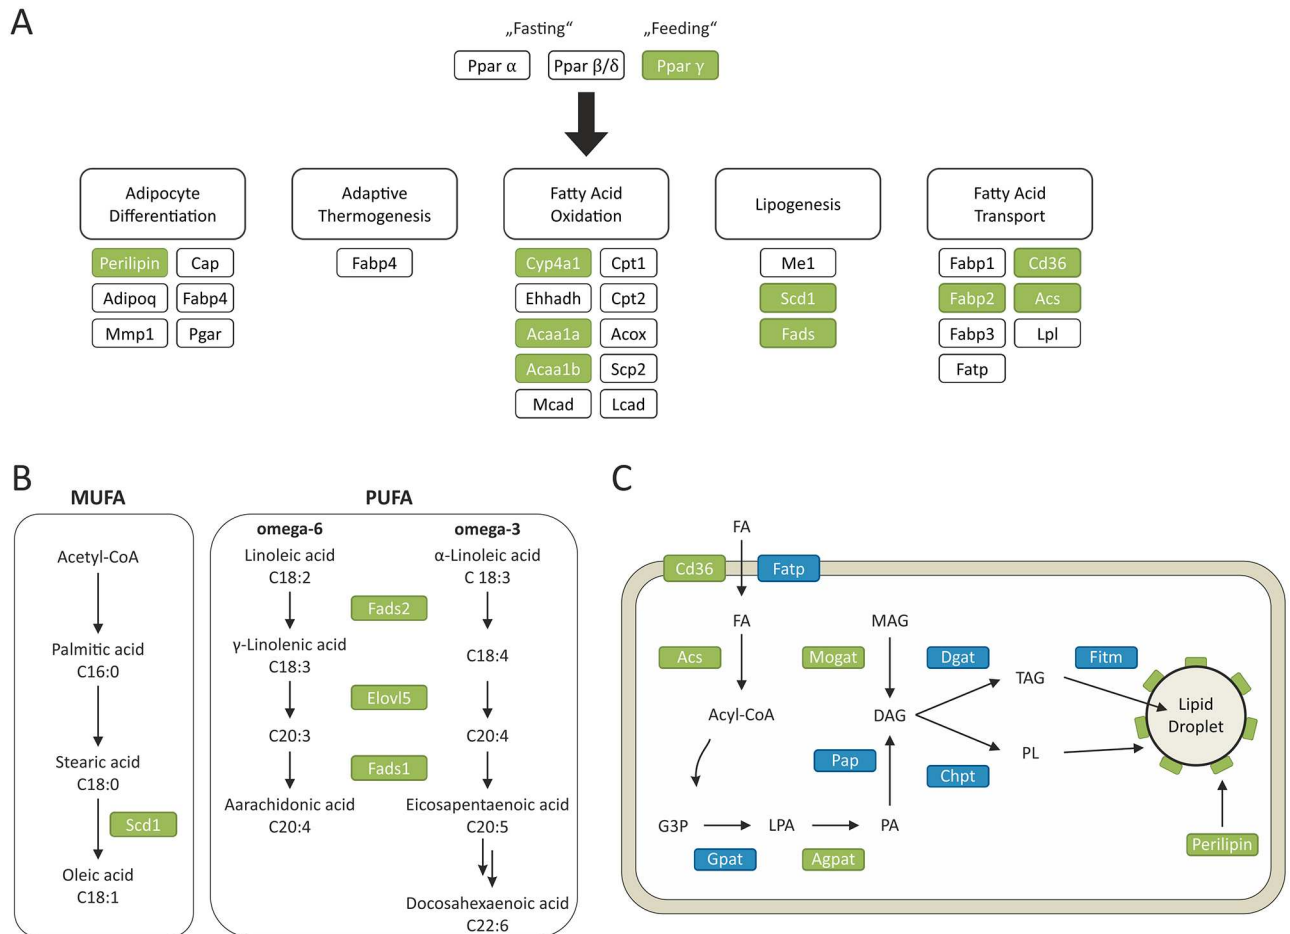 A
„Fasting“
„Feeding“
Ppar α
Ppar β/δ
Ppar γ
Adipocyte
Differentiation
Perilipin
Cap
Adipoq
Fabp4
Mmp1
Pgar
Adaptive
Thermogenesis
Fabp4
Fatty Acid
Oxidation
Cyp4a1
Cpt1
Ehhadh
Cpt2
Acaa1a
Acox
Acaa1b
Scp2
Mcad
Lcad
Lipogenesis
Me1
Scd1
Fads
Fatty Acid
Transport
Fabp1
Cd36
Fabp2
Acs
Fabp3
Lpl
Fatp
B
MUFA
Acetyl-CoA
Palmitic acid
C16:0
Stearic acid
C18:0
Scd1
Oleic acid
C18:1
PUFA
omega-6
omega-3
Linoleic acid
C18:2
α-Linoleic acid
C 18:3
Fads2
γ-Linolenic acid
C18:3
C18:4
Elovl5
C20:3
C20:4
Fads1
Aarachidonic acid
C20:4
Eicosapentaenoic acid
C20:5
Docosahexaenoic acid
C22:6
C
FA
Cd36
Fatp
FA
MAG
Acs
Mogat
Dgat
Fitm
TAG
Acyl-CoA
DAG
Lipid
Droplet
Pap
Chpt
PL
G3P
LPA
PA
Gpat
Agpat
Perilipin